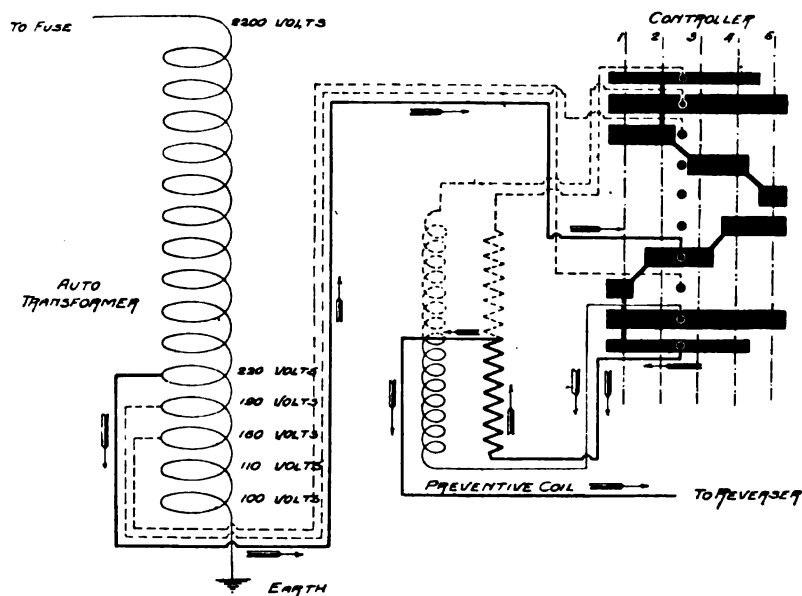 TO FUSE
2200 VOLTS
CONTROLLER
1 2 3 4 5
AUTO
TRANSFORMER
230 VOLTS
190 VOLTS
160 VOLTS
110 VOLTS
100 VOLTS
PREVENTIVE COIL
TO REVERSER
EARTH